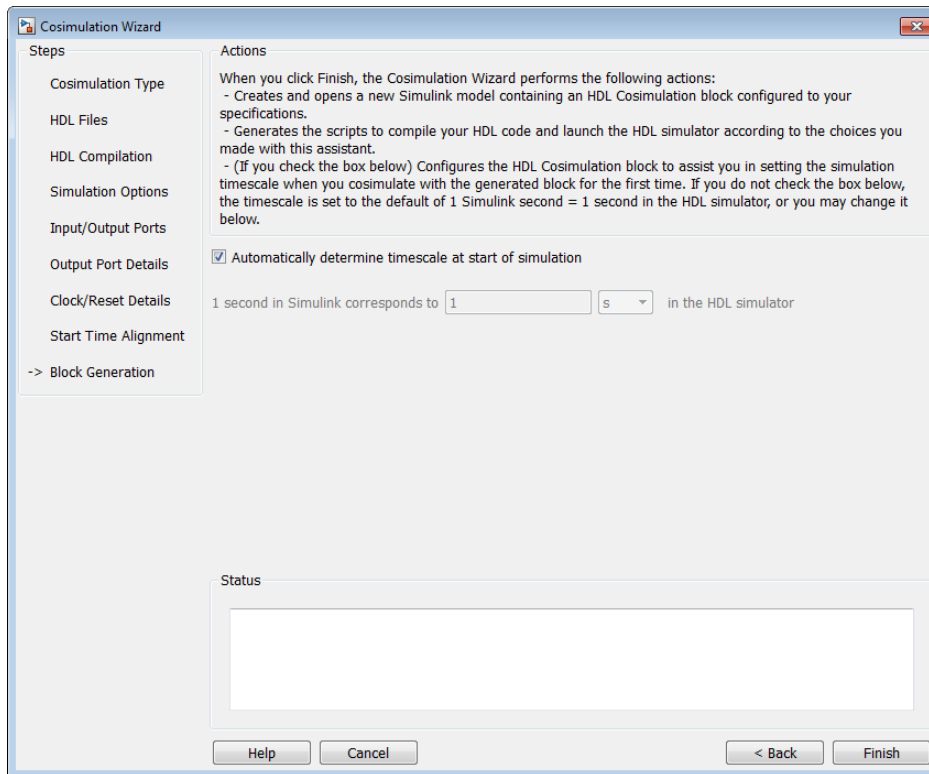 Cosimulation Wizard
Steps
Cosimulation Type
HDL Files
HDL Compilation
Simulation Options
Input/Output Ports
Output Port Details
Clock/Reset Details
Start Time Alignment
-> Block Generation
Actions
When you click Finish, the Cosimulation Wizard performs the following actions:
- Creates and opens a new Simulink model containing an HDL Cosimulation block configured to your
specifications.
- Generates the scripts to compile your HDL code and launch the HDL simulator according to the choices you
made with this assistant.
- (If you check the box below) Configures the HDL Cosimulation block to assist you in setting the simulation
timescale when you cosimulate with the generated block for the first time. If you do not check the box below,
the timescale is set to the default of 1 Simulink second = 1 second in the HDL simulator, or you may change it
below.
Automatically determine timescale at start of simulation
1 second in Simulink corresponds to 1 s in the HDL simulator
Status
Help Cancel < Back Finish